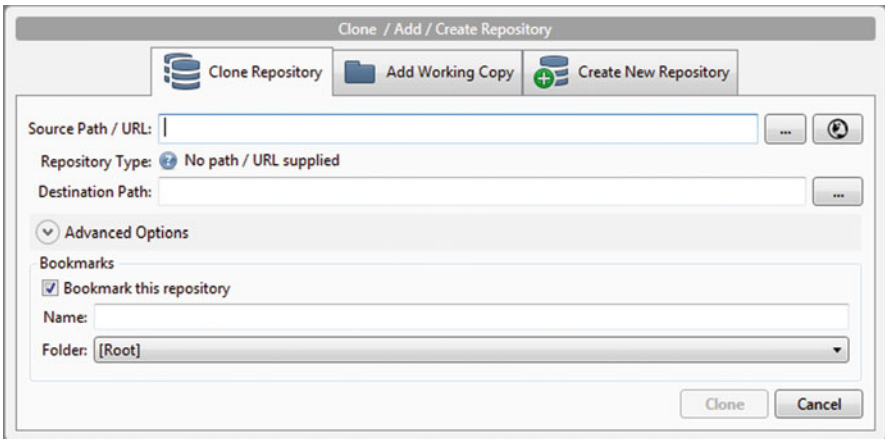 Clone / Add / Create Repository
Clone Repository Add Working Copy Create New Repository
Source Path / URL: ...
Repository Type: No path / URL supplied
Destination Path: ...
Advanced Options
Bookmarks
Bookmark this repository
Name:
Folder: [Root]
Clone Cancel